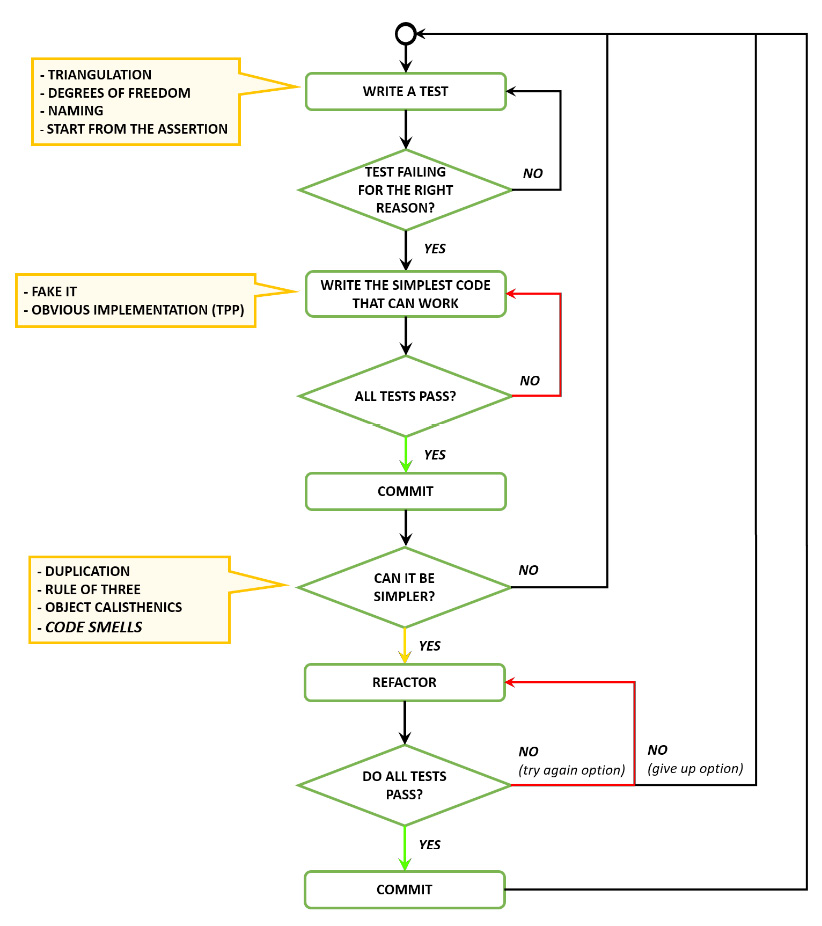 - TRIANGULATION
- DEGREES OF FREEDOM
- NAMING
- START FROM THE ASSERTION
WRITE A TEST
TEST FAILING
FOR THE RIGHT
REASON?
NO
YES
- FAKE IT
- OBVIOUS IMPLEMENTATION (TPP)
WRITE THE SIMPLEST CODE
THAT CAN WORK
ALL TESTS PASS?
NO
YES
COMMIT
- DUPLICATION
- RULE OF THREE
- OBJECT CALISTHENICS
- CODE SMELLS
CAN IT BE
SIMPLER?
NO
YES
REFACTOR
DO ALL TESTS
PASS?
NO
(try again option)
NO
(give up option)
YES
COMMIT